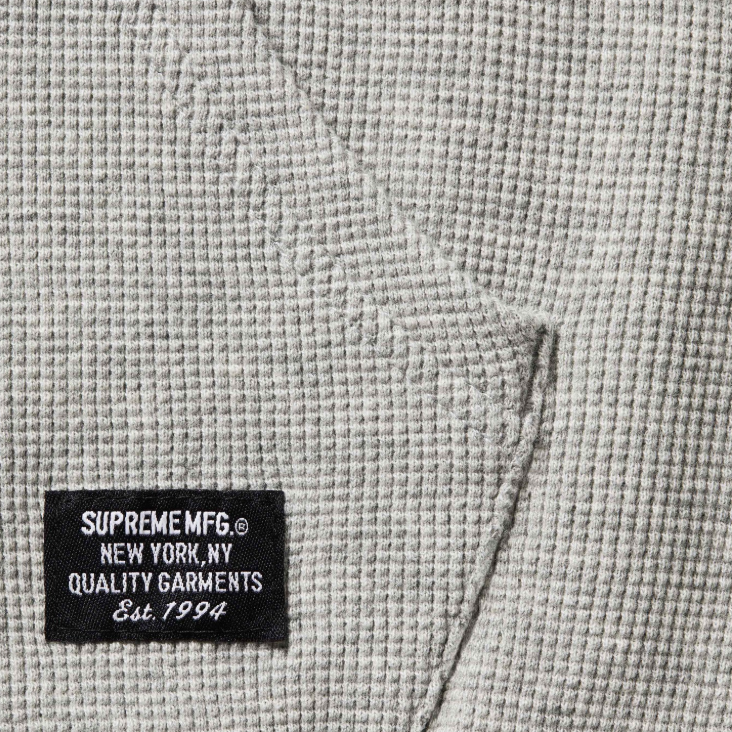 SUPREME MFG.®
NEW YORK, NY
QUALITY GARMENTS
Est. 1994